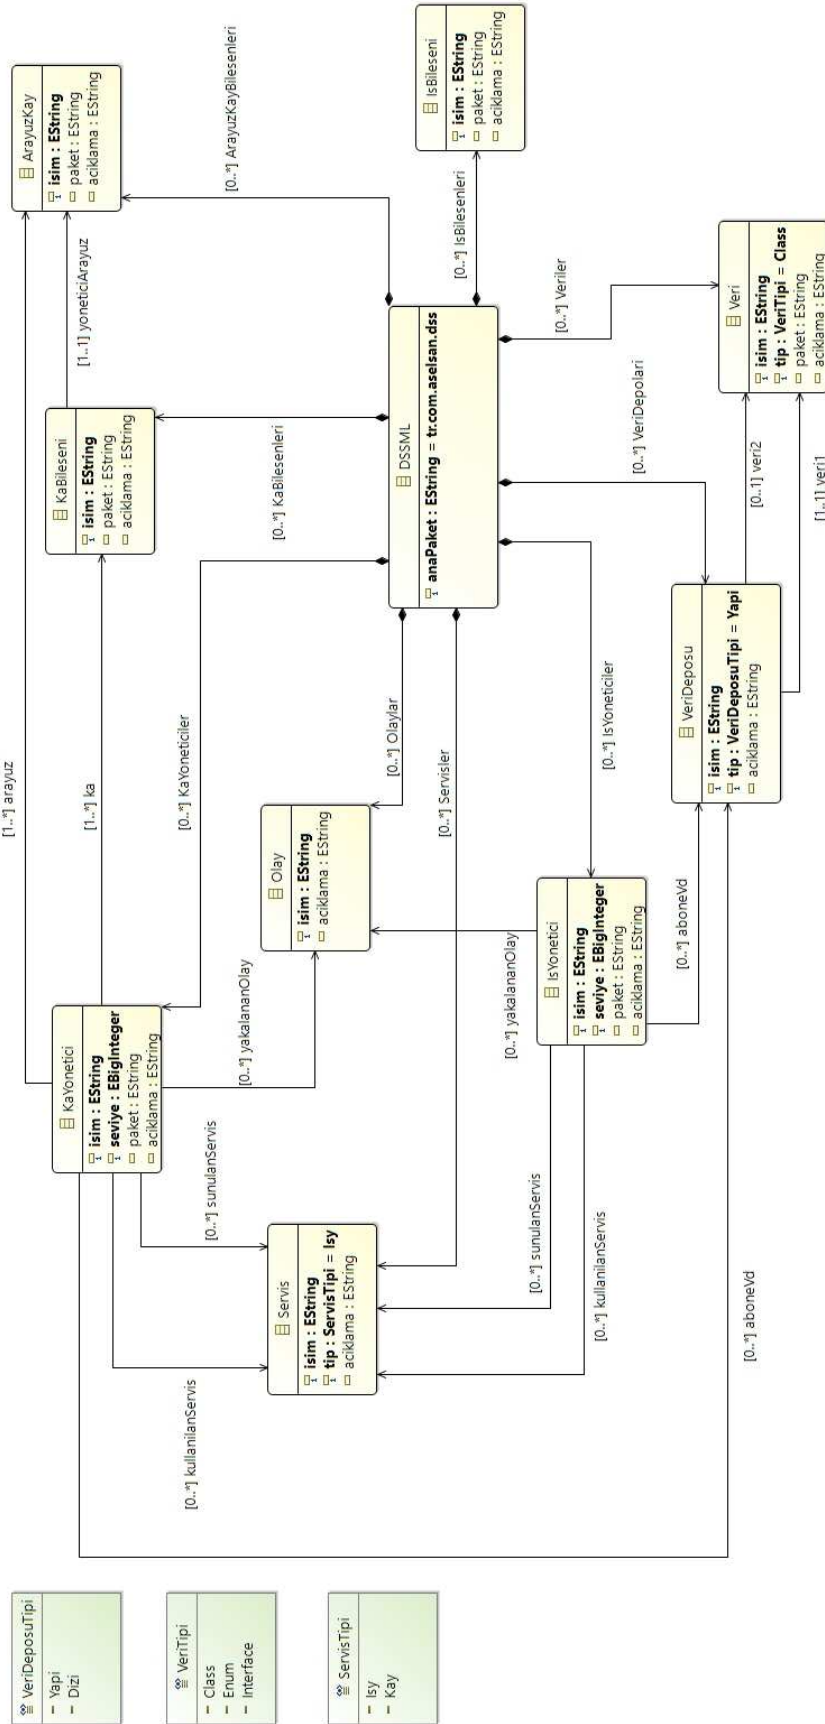 VeriDeposuTipi
Yapi
Dizi
VeriTipi
Class
Enum
Interface
ServisTipi
Isy
Kay
KaYonetici
isim : EString
seviye : EBigInteger
paket : EString
aciklama : EString
[1..*] arayuz
[1..*] ka
[0..*] KaYoneticiler
[0..*] yakalananOlay
[0..*] sunulanServis
[0..*] kullanilanServis
KaBileseni
isim : EString
paket : EString
aciklama : EString
[1..1] yoneticiArayuz
ArayuzKay
isim : EString
paket : EString
aciklama : EString
[0..*] ArayuzKayBilesenleri
[0..*] KaBilesenleri
Servis
isim : EString
tip : ServisTipi = Isy
aciklama : EString
Olay
isim : EString
aciklama : EString
[0..*] Olaylar
[0..*] Servisler
DSSML
anaPaket : EString = tr.com.aselsan.dss
IsBileseni
isim : EString
paket : EString
aciklama : EString
[0..*] IsBilesenleri
[0..*] Veriler
[0..*] VeriDepolari
[0..*] IsYoneticiler
[0..*] yakalananOlay
IsYonetici
isim : EString
seviye : EBigInteger
paket : EString
aciklama : EString
[0..*] sunulanServis
[0..*] kullanilanServis
[0..*] aboneVd
[0..*] aboneVd
VeriDeposu
isim : EString
tip : VeriDeposuTipi = Yapi
aciklama : EString
[0..1] veri2
[1..1] veri1
Veri
isim : EString
tip : VeriTipi = Class
paket : EString
aciklama : EString